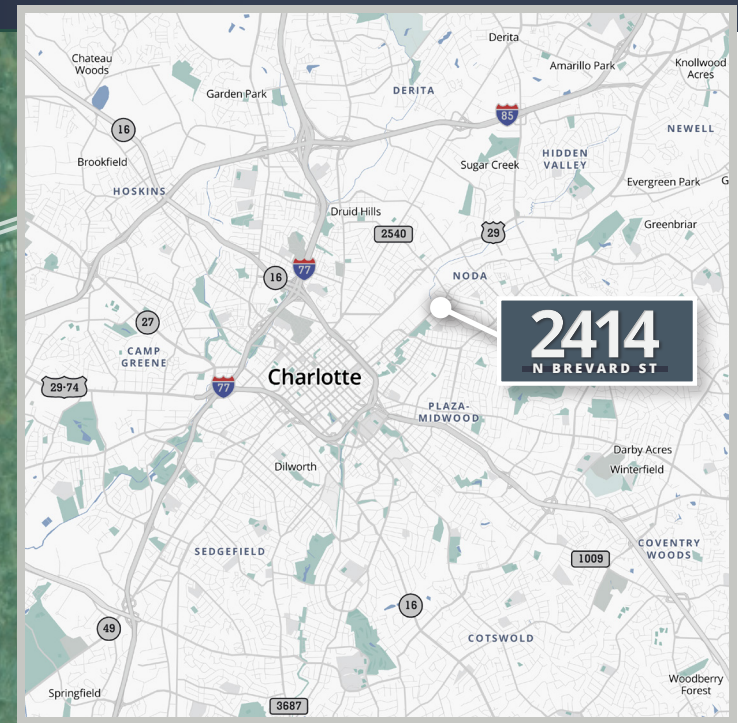 Derita
Chateau
Woods
Amarillo Park
Knollwood
Acres
Garden Park
DERITA
85
16
NEWELL
Brookfield
Sugar Creek
HIDDEN
VALLEY
HOSKINS
Evergreen Park
G
Druid Hills
2540
29
Greenbriar
16
77
NODA
27
2414
N BREVARD ST
CAMP
GREENE
29·74
77
Charlotte
PLAZA-
MIDWOOD
Darby Acres
Dilworth
Winterfield
SEDGEFIELD
1009
COVENTRY
WOODS
16
49
COTSWOLD
Springfield
3687
Woodberry
Forest